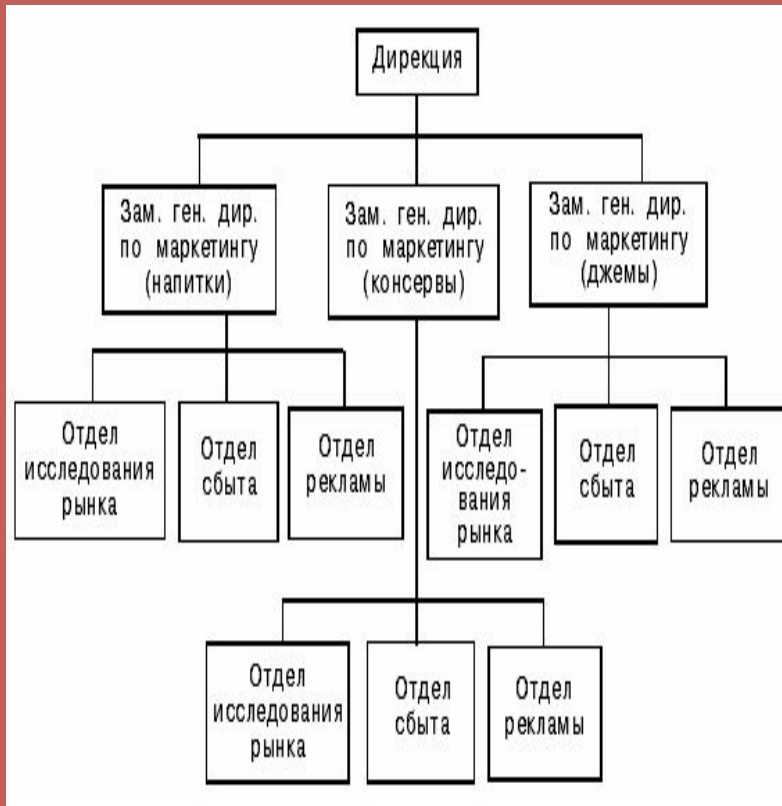 Дирекция
Зам. ген. дир.
по маркетингу
(напитки)
Зам. ген. дир.
по маркетингу
(консервы)
Зам. ген. дир.
по маркетингу
(джемы)
Отдел
исследования
рынка
Отдел
сбыта
Отдел
рекламы
Отдел
исследо-
вания
рынка
Отдел
сбыта
Отдел
рекламы
Отдел
исследования
рынка
Отдел
сбыта
Отдел
рекламы